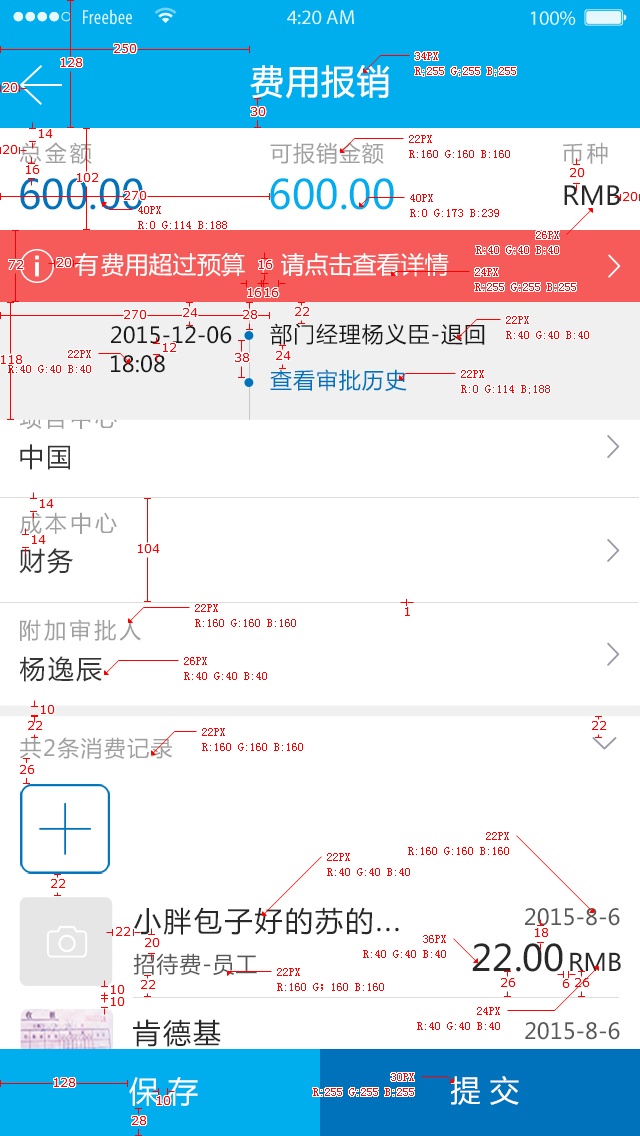 Freebee 4:20 AM 100%
250
128
34PX
R;255 G;255 B;255
20
费用报销
30
14
22PX
R:160 G:160 B:160
20
总金额 可报销金额 币种
16
102
20
600.00 600.00 RMB
270
20
40PX
R:0 G:114 B:188
40PX
R:0 G:173 B:239
26PX
R:40 G:40 B:40
72
20
有费用超过预算 16 请点击查看详情
24PX
R:255 G:255 B:255
16 16
270
24
28
22
22PX
R:40 G:40 B:40
2015-12-06
18:08
12
部门经理杨义臣-退回
118
22PX
R:40 G:40 B:40
38
24
查看审批历史
22PX
R:0 G:114 B;188
项目中心
中国
14
成本中心
14
104
财务
22PX
R:160 G:160 B:160
1
附加审批人
杨逸辰
26PX
R:40 G:40 B:40
10
22
22PX
R:160 G:160 B:160
22
共2条消费记录
26
22
22PX
R:40 G:40 B:40
22PX
R:160 G:160 B:160
小胖包子好的苏的... 2015-8-6
22
20
18
招待费-员工
36PX
R:40 G:40 B:40
22.00 RMB
22PX
R:160 G; 160 B:160
22
26
6
26
10
10
24PX
R:40 G:40 B:40
肯德基 2015-8-6
128
保存
10
28
30PX
R:255 G:255 B:255
提交